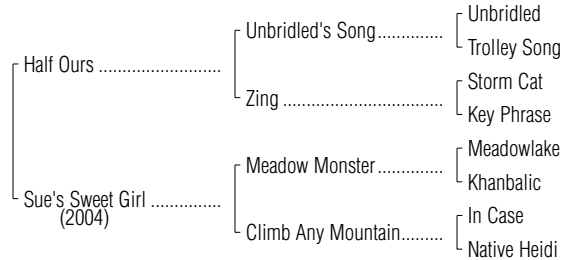 Unbridled
Unbridled's Song..............
Trolley Song
Half Ours ........................
Storm Cat
Zing ..................................
Key Phrase
Meadowlake
Meadow Monster..............
Khanbalic
Sue's Sweet Girl ...............
(2004)
In Case
Climb Any Mountain.........
Native Heidi